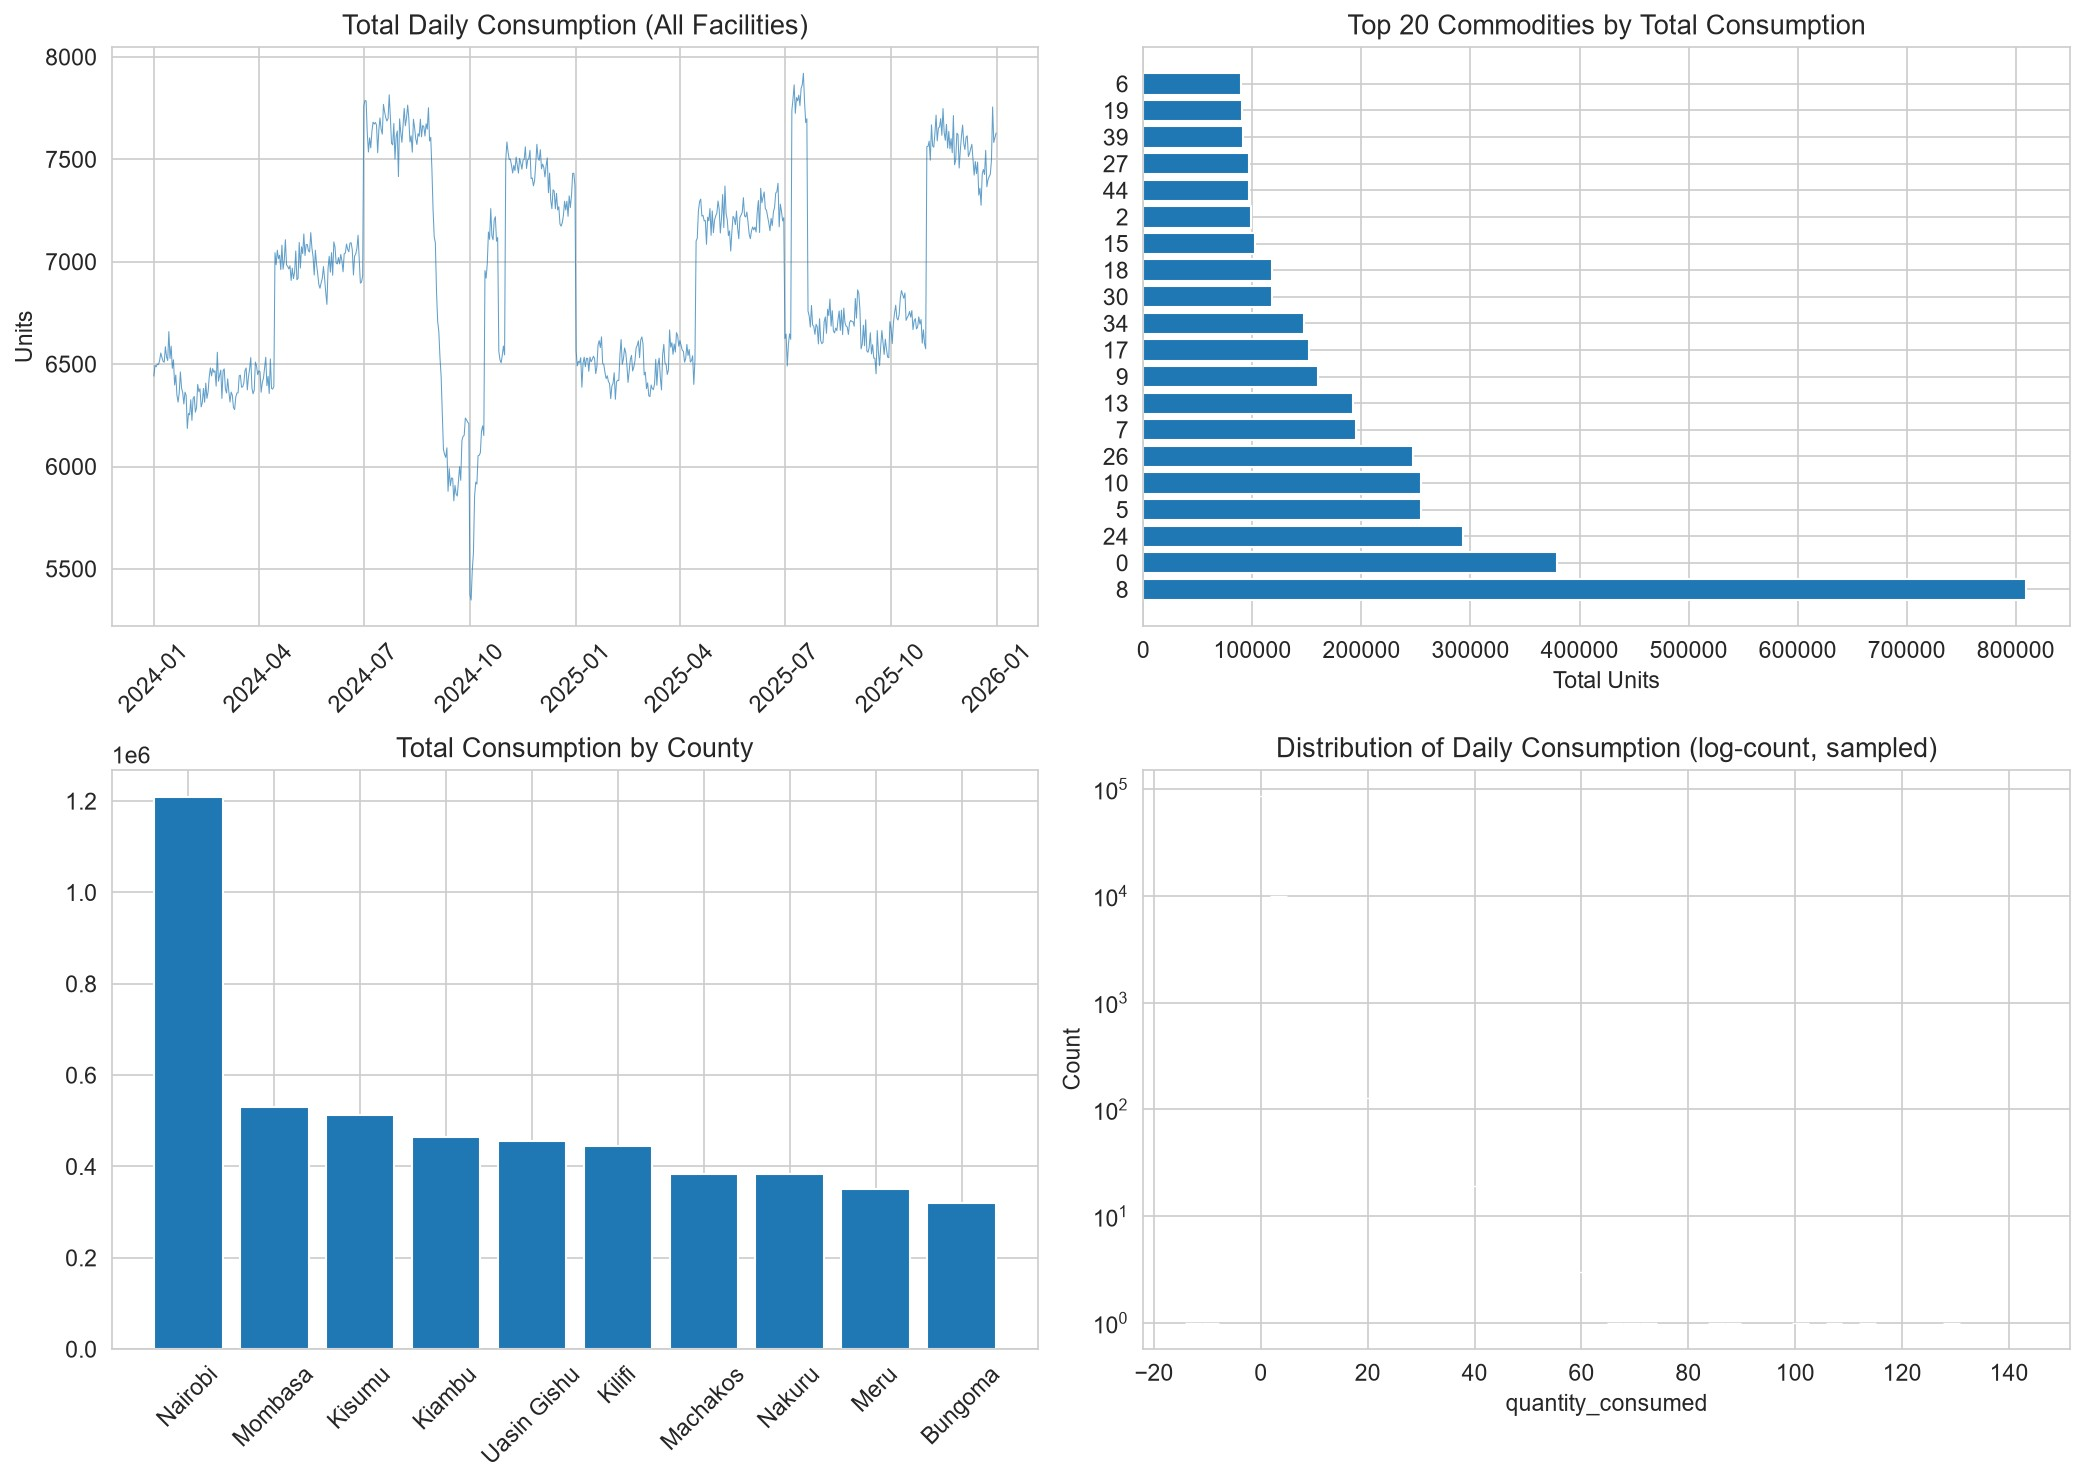 Total Daily Consumption (All Facilities)
8000
7500
7000
6500
6000
5500
Units
2024-01
2024-04
2024-07
2024-10
2025-01
2025-04
2025-07
2025-10
2026-01
Top 20 Commodities by Total Consumption
6
19
39
27
44
2
15
18
30
34
17
9
13
7
26
10
5
24
0
8
0 100000 200000 300000 400000 500000 600000 700000 800000
Total Units
Total Consumption by County
1e6
1.2
1.0
0.8
0.6
0.4
0.2
0.0
Nairobi
Mombasa
Kisumu
Kiambu
Uasin Gishu
Kilifi
Machakos
Nakuru
Meru
Bungoma
Distribution of Daily Consumption (log-count, sampled)
10⁵
10⁴
10³
10²
10¹
10⁰
Count
−20 0 20 40 60 80 100 120 140
quantity_consumed